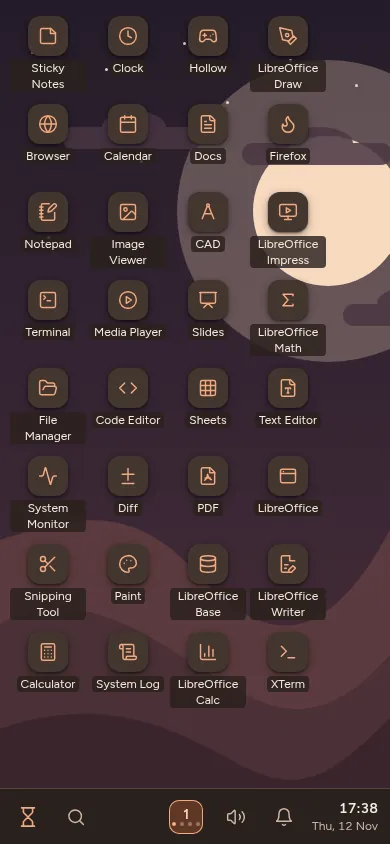 Sticky
Notes
Clock
Hollow
LibreOffice
Draw
Browser
Calendar
Docs
Firefox
Notepad
Image
Viewer
CAD
LibreOffice
Impress
Terminal
Media Player
Slides
LibreOffice
Math
File
Manager
Code Editor
Sheets
Text Editor
System
Monitor
Diff
PDF
LibreOffice
Snipping
Tool
Paint
LibreOffice
Base
LibreOffice
Writer
Calculator
System Log
LibreOffice
Calc
XTerm
1
17:38
Thu, 12 Nov